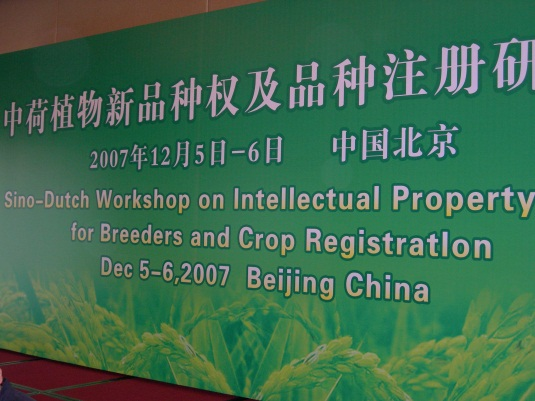 中荷植物新品种权及品种注册研
2007年12月5日-6日 中国北京
Sino-Dutch Workshop on Intellectual Property
for Breeders and Crop Registratlon
Dec 5-6,2007 Beijing China